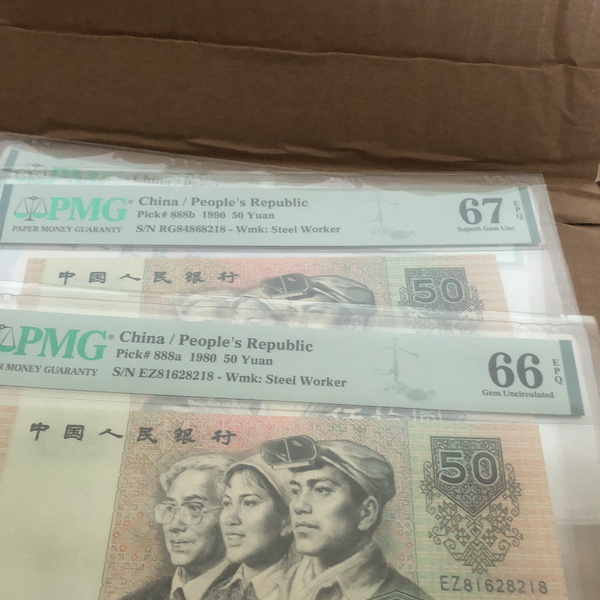 PMG
China / People's Republic
Pick# 888b 1990 50 Yuan
S/N RG84868218 - Wmk: Steel Worker
PAPER MONEY GUARANTY
67 EPQ
Superb Gem Unc
中国人民银行
50
PMG
China / People's Republic
Pick# 888a 1980 50 Yuan
S/N EZ81628218 - Wmk: Steel Worker
MONEY GUARANTY
66 EPQ
Gem Uncirculated
中国人民银行
50
EZ81628218